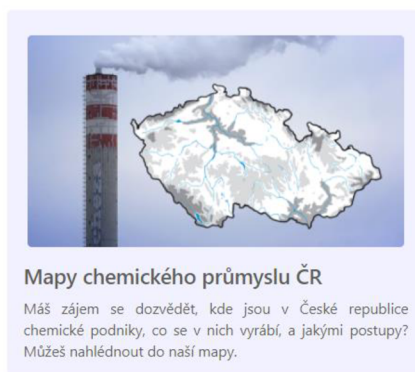 Mapy chemického průmyslu ČR
Máš zájem se dozvědět, kde jsou v České republice
chemické podniky, co se v nich vyrábí, a jakými postupy?
Můžeš nahlédnout do naší mapy.